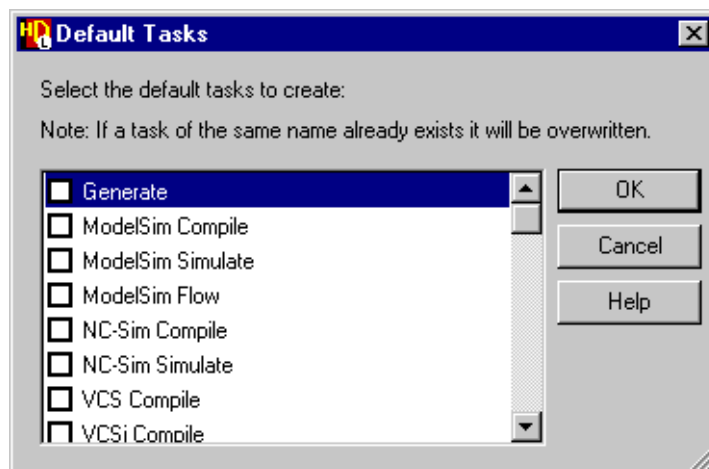 HDL Default Tasks
Select the default tasks to create:
Note: If a task of the same name already exists it will be overwritten.
Generate
ModelSim Compile
ModelSim Simulate
ModelSim Flow
NC-Sim Compile
NC-Sim Simulate
VCS Compile
VCSi Compile
OK
Cancel
Help